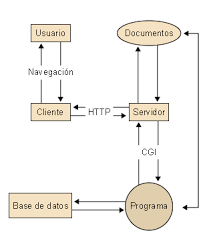 Usuario
Documentos
Navegación
Cliente
HTTP
Servidor
CGI
Base de datos
Programa